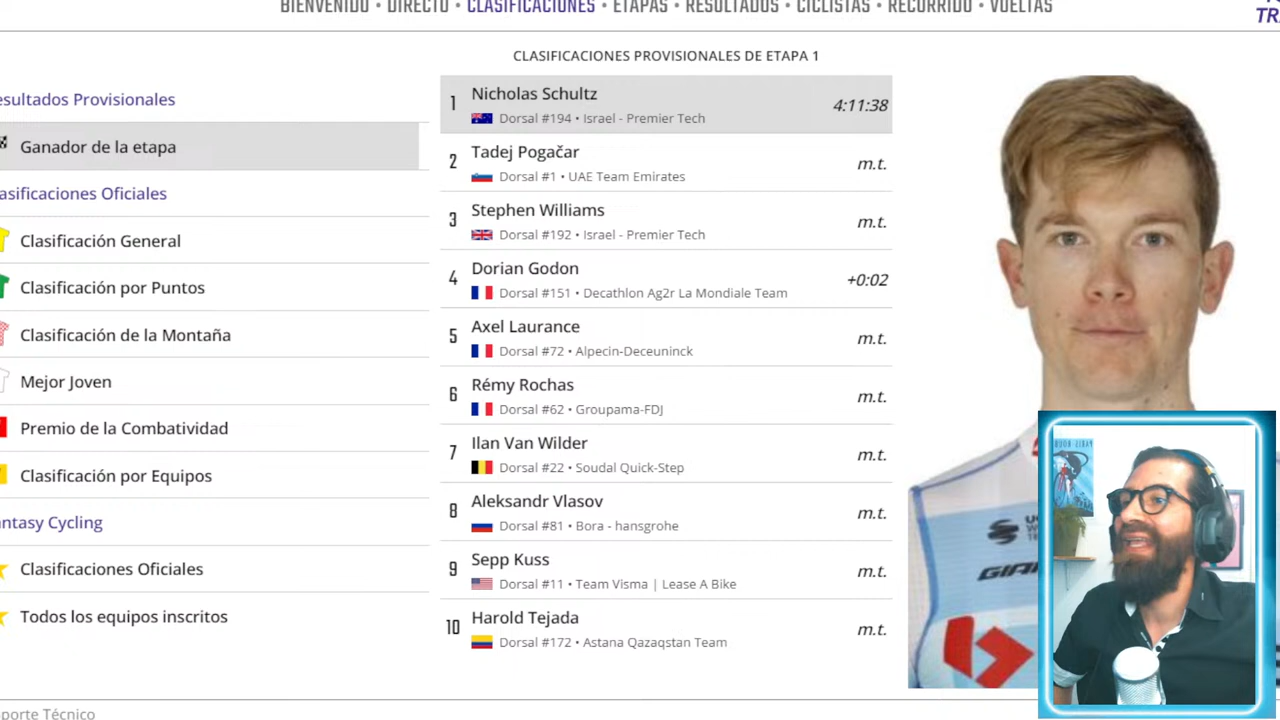 BIENVENIDO • DIRECTO • CLASIFICACIONES • ETAPAS • RESULTADOS • CICLISTAS • RECORRIDO • VUELTAS
TR
CLASIFICACIONES PROVISIONALES DE ETAPA 1
esultados Provisionales
Ganador de la etapa
asificaciones Oficiales
Clasificación General
Clasificación por Puntos
Clasificación de la Montaña
Mejor Joven
Premio de la Combatividad
Clasificación por Equipos
ntasy Cycling
Clasificaciones Oficiales
Todos los equipos inscritos
1 Nicholas Schultz 4:11:38
Dorsal #194 • Israel - Premier Tech
2 Tadej Pogačar m.t.
Dorsal #1 • UAE Team Emirates
3 Stephen Williams m.t.
Dorsal #192 • Israel - Premier Tech
4 Dorian Godon +0:02
Dorsal #151 • Decathlon Ag2r La Mondiale Team
5 Axel Laurance m.t.
Dorsal #72 • Alpecin-Deceuninck
6 Rémy Rochas m.t.
Dorsal #62 • Groupama-FDJ
7 Ilan Van Wilder m.t.
Dorsal #22 • Soudal Quick-Step
8 Aleksandr Vlasov m.t.
Dorsal #81 • Bora - hansgrohe
9 Sepp Kuss m.t.
Dorsal #11 • Team Visma | Lease A Bike
10 Harold Tejada m.t.
Dorsal #172 • Astana Qazaqstan Team
GIAN
porte Técnico